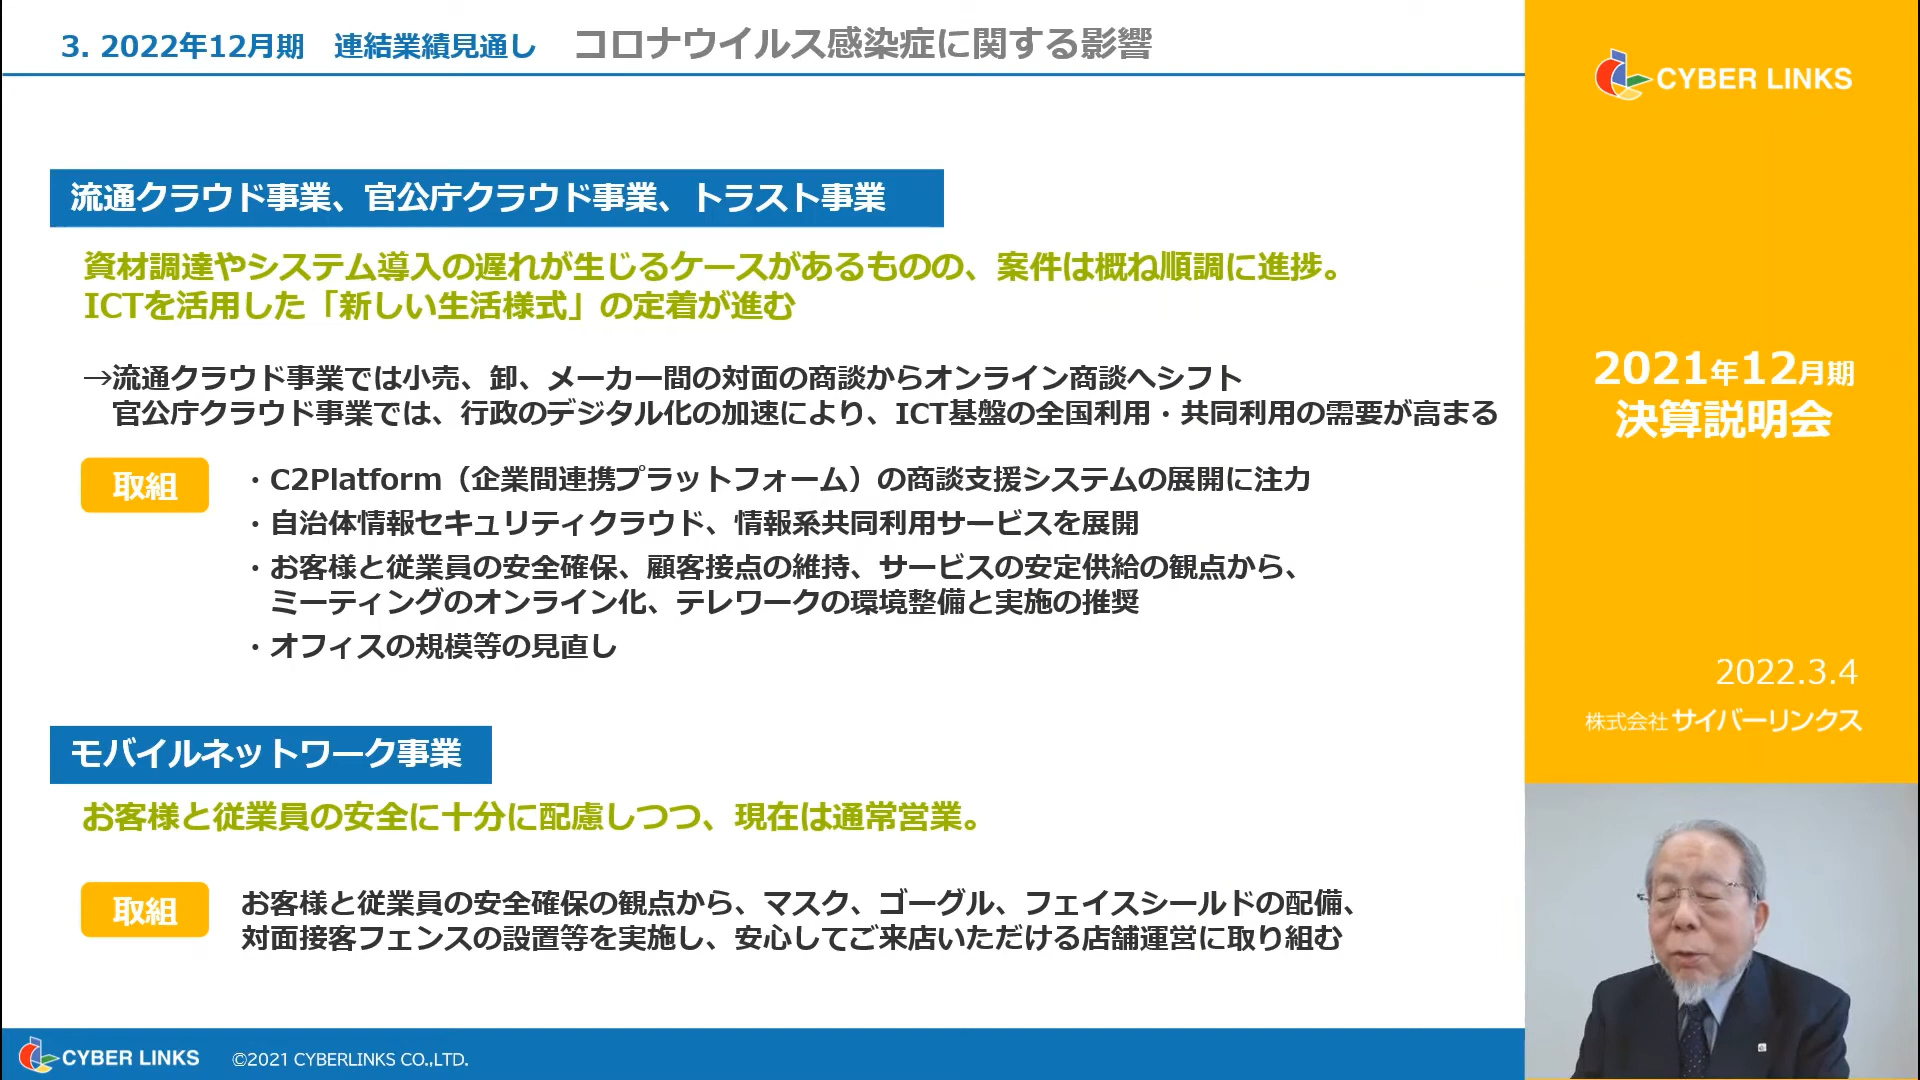 3. 2022年12月期　連結業績見通し　コロナウイルス感染症に関する影響
流通クラウド事業、官公庁クラウド事業、トラスト事業
資材調達やシステム導入の遅れが生じるケースがあるものの、案件は概ね順調に進捗。
ICTを活用した「新しい生活様式」の定着が進む
→流通クラウド事業では小売、卸、メーカー間の対面の商談からオンライン商談へシフト
官公庁クラウド事業では、行政のデジタル化の加速により、ICT基盤の全国利用・共同利用の需要が高まる
取組
・C2Platform（企業間連携プラットフォーム）の商談支援システムの展開に注力
・自治体情報セキュリティクラウド、情報系共同利用サービスを展開
・お客様と従業員の安全確保、顧客接点の維持、サービスの安定供給の観点から、
ミーティングのオンライン化、テレワークの環境整備と実施の推奨
・オフィスの規模等の見直し
モバイルネットワーク事業
お客様と従業員の安全に十分に配慮しつつ、現在は通常営業。
取組
お客様と従業員の安全確保の観点から、マスク、ゴーグル、フェイスシールドの配備、
対面接客フェンスの設置等を実施し、安心してご来店いただける店舗運営に取り組む
CYBER LINKS ©2021 CYBERLINKS CO.,LTD.
CYBER LINKS
2021年12月期
決算説明会
2022.3.4
株式会社サイバーリンクス